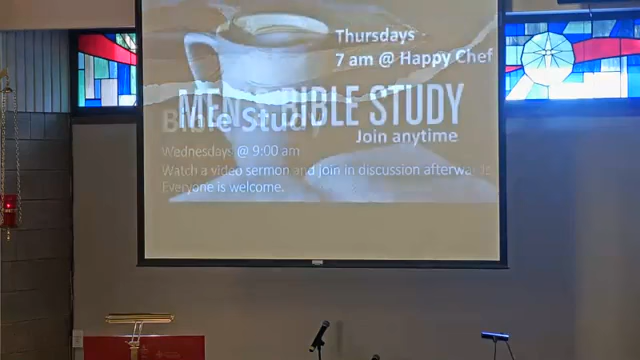 Thursdays
7 am @ Happy Chef
MEN'S BIBLE STUDY
Bible Study
Join anytime
Wednesdays @ 9:00 am
Watch a video sermon and join in discussion afterwards
Everyone is welcome.